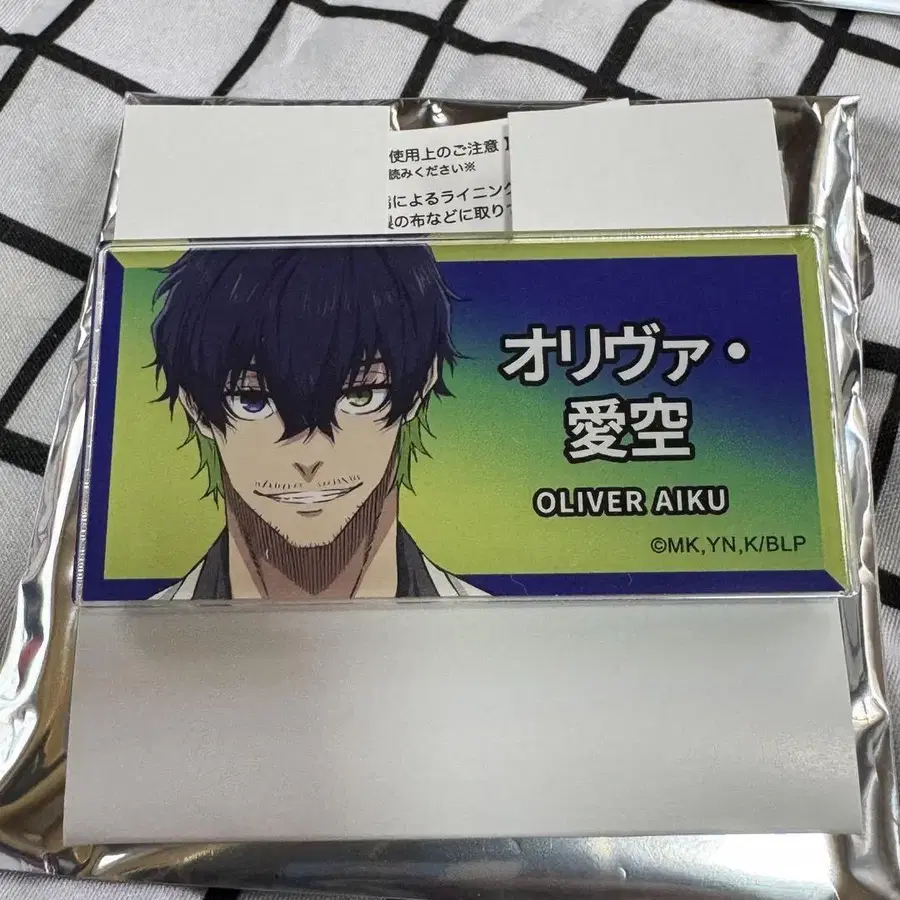 使用上のご注意
読みください※
によるライニング
の布などに取り
オリヴァ・
愛空
OLIVER AIKU
©MK,YN,K/BLP